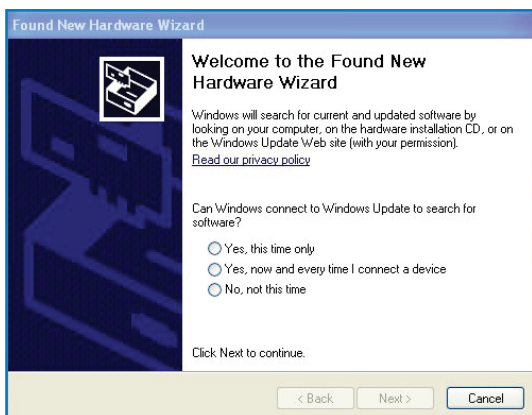 Found New Hardware Wizard
Welcome to the Found New
Hardware Wizard
Windows will search for current and updated software by
looking on your computer, on the hardware installation CD, or on
the Windows Update Web site (with your permission).
Read our privacy policy
Can Windows connect to Windows Update to search for
software?
Yes, this time only
Yes, now and every time I connect a device
No, not this time
Click Next to continue.
< Back Next > Cancel